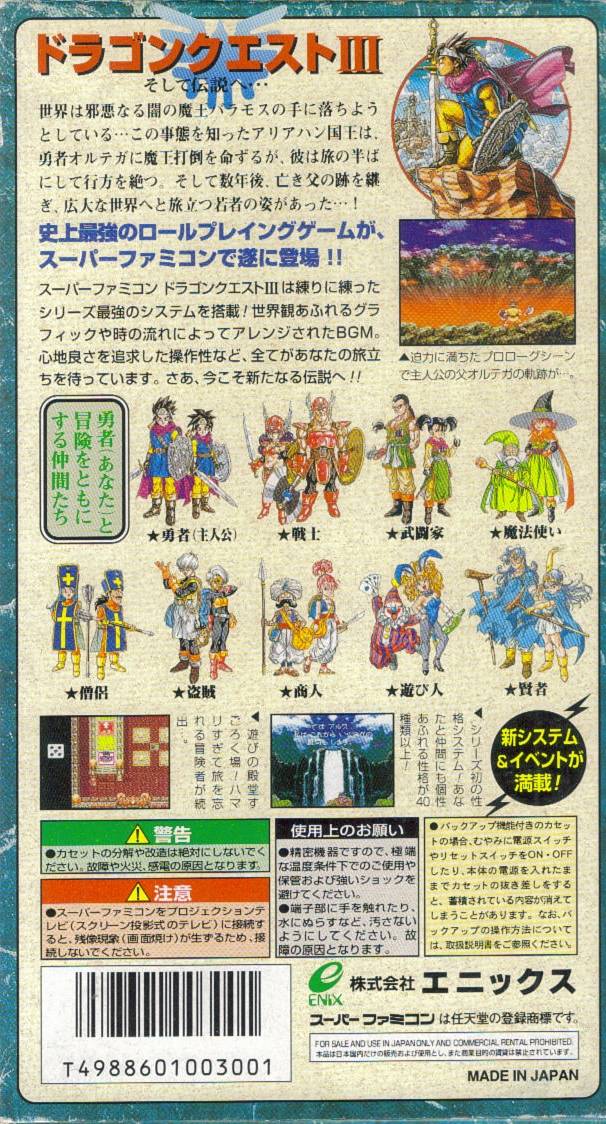 ドラゴンクエストIII
そして伝説へ…
世界は邪悪なる闇の魔王バラモスの手に落ちよう
としている…この事態を知ったアリアハン国王は、
勇者オルテガに魔王打倒を命ずるが、彼は旅の半ば
にして行方を絶つ。そして数年後、亡き父の跡を継
ぎ、広大な世界へと旅立つ若者の姿があった…!
史上最強のロールプレイングゲームが、
スーパーファミコンで遂に登場!!
スーパーファミコン ドラゴンクエストIIIは練りに練った
シリーズ最強のシステムを搭載!世界観あふれるグラ
フィックや時の流れによってアレンジされたBGM。
心地良さを追求した操作性など、全てがあなたの旅立
ちを待っています。さあ、今こそ新たなる伝説へ!!
▲迫力に満ちたプロローグシーン
で主人公の父オルテガの軌跡が…。
勇者(あなた)と
冒険をともに
する仲間たち
★勇者(主人公)
★戦士
★武闘家
★魔法使い
★僧侶
★盗賊
★商人
★遊び人
★賢者
▲遊びの殿堂す
ごろく場!ハマ
りすぎて旅を忘
れる冒険者が続
出…。
▲シリーズ初の性
格システム!あな
たと仲間にも個性
あふれる性格が40
種類以上!
新システム
&イベントが
満載!
警告
●カセットの分解や改造は絶対にしないでく
ださい。故障や火災、感電の原因となります。
注意
●スーパーファミコンをプロジェクションテ
レビ(スクリーン投影式のテレビ)に接続す
ると、残像現象(画面焼け)が生ずるため、接
続しないでください。
使用上のお願い
●精密機器ですので、極端
な温度条件下でのご使用や
保管および強いショックを
避けてください。
●端子部に手を触れたり、
水にぬらすなど、汚さない
ようにしてください。故
障の原因となります。
●バックアップ機能付きのカセッ
トの場合、むやみに電源スイッチ
やリセットスイッチをON・OFF
したり、本体の電源を入れたま
までカセットの抜き差しをする
と、蓄積されている内容が消えて
しまうことがあります。なお、バ
ックアップの操作方法について
は、取扱説明書をご参照ください。
T4988601003001
ENIX
株式会社 エニックス
スーパーファミコンは任天堂の登録商標です。
FOR SALE AND USE IN JAPAN ONLY AND COMMERCIAL RENTAL PROHIBITED.
本品は日本国内だけの販売および使用とし、また商業目的の賃貸は禁止されています。
MADE IN JAPAN